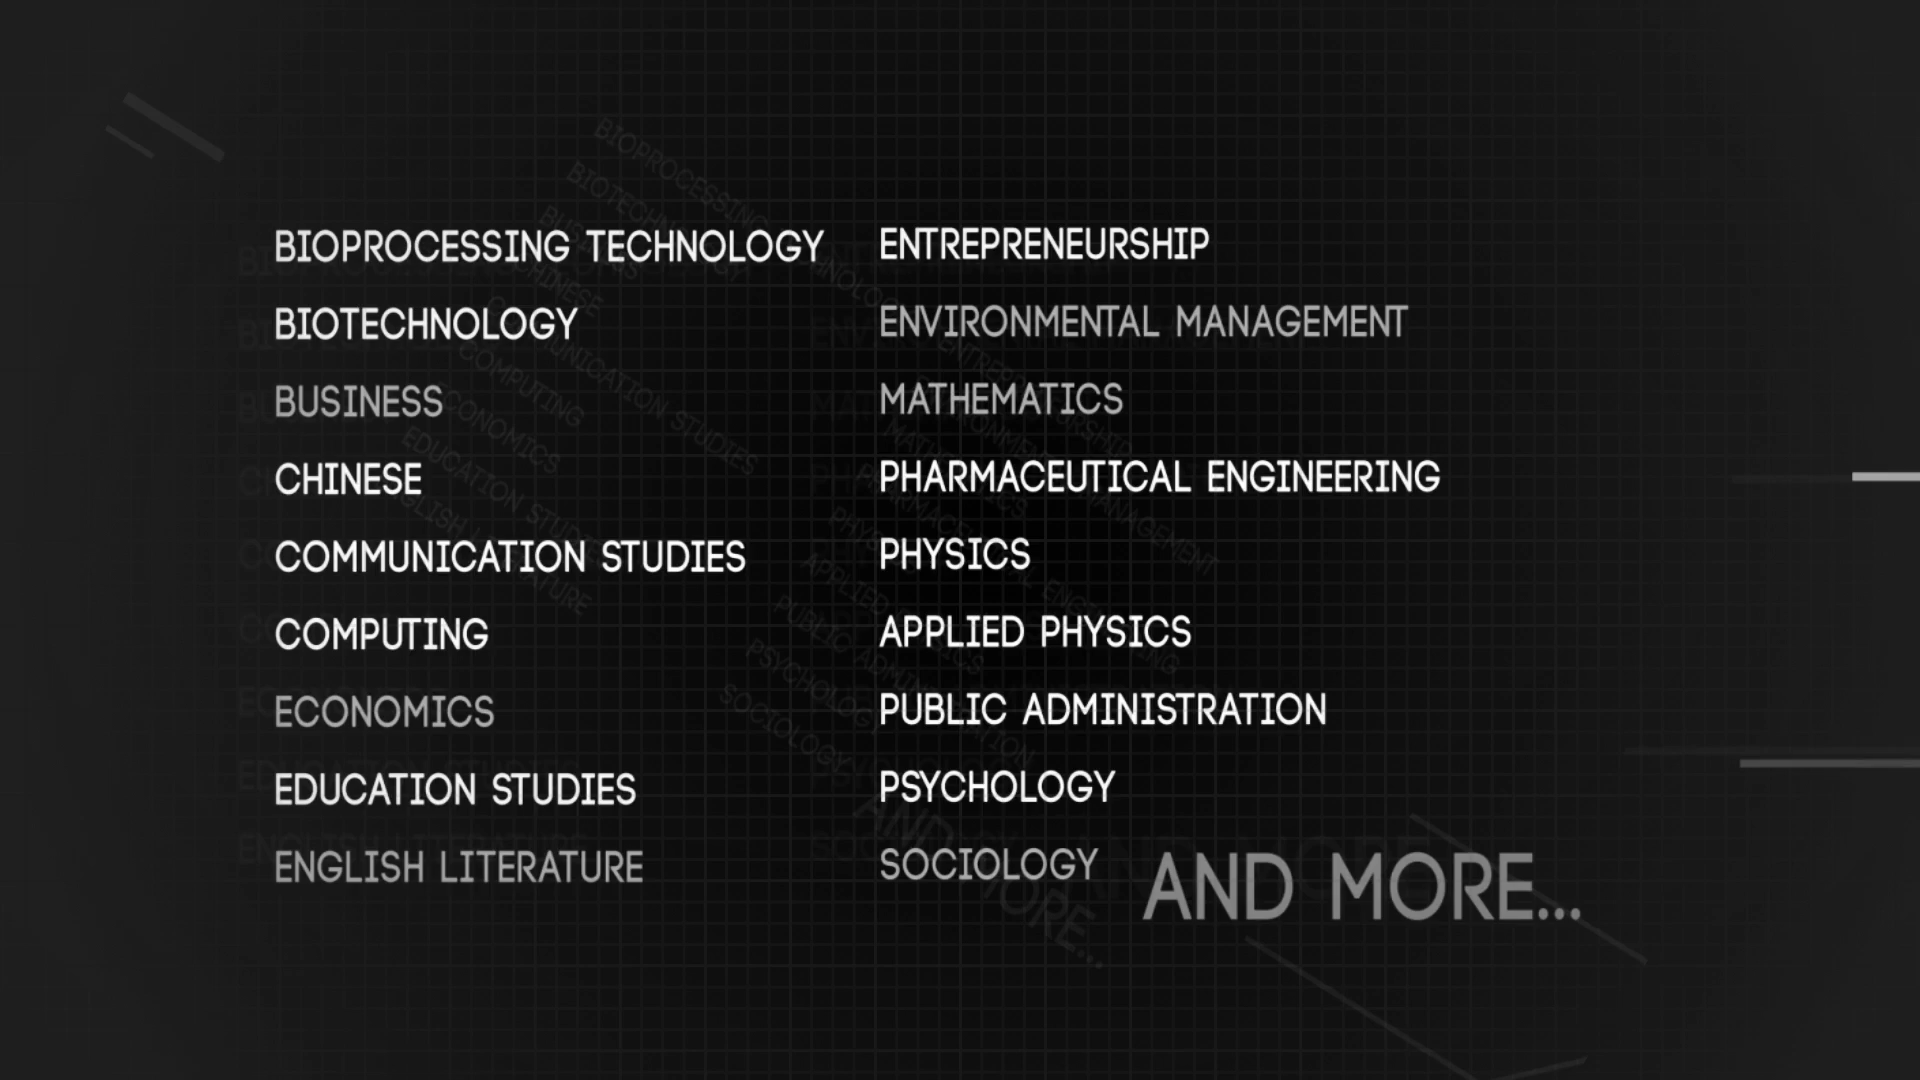 BIOPROCESSING TECHNOLOGY
BIOTECHNOLOGY
BUSINESS
CHINESE
COMMUNICATION STUDIES
COMPUTING
ECONOMICS
EDUCATION STUDIES
ENGLISH LITERATURE
ENTREPRENEURSHIP
ENVIRONMENTAL MANAGEMENT
MATHEMATICS
PHARMACEUTICAL ENGINEERING
PHYSICS
APPLIED PHYSICS
PUBLIC ADMINISTRATION
PSYCHOLOGY
SOCIOLOGY
AND MORE...